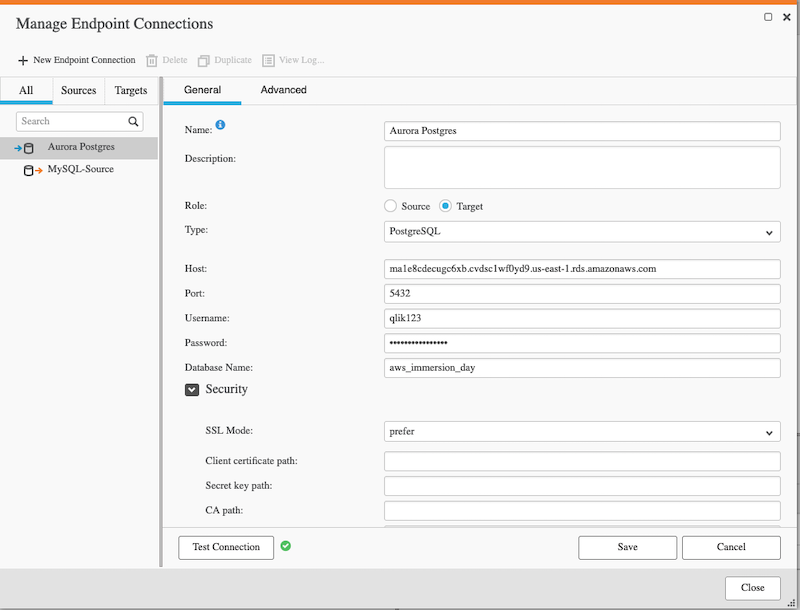 Manage Endpoint Connections
New Endpoint Connection Delete Duplicate View Log...
All Sources Targets
General Advanced
Search
Aurora Postgres
MySQL-Source
Name: Aurora Postgres
Description:
Role: Source Target
Type: PostgreSQL
Host: ma1e8cdecugc6xb.cvdsc1wf0yd9.us-east-1.rds.amazonaws.com
Port: 5432
Username: qlik123
Password: ••••••••••••••••
Database Name: aws_immersion_day
Security
SSL Mode: prefer
Client certificate path:
Secret key path:
CA path:
Test Connection Save Cancel
Close